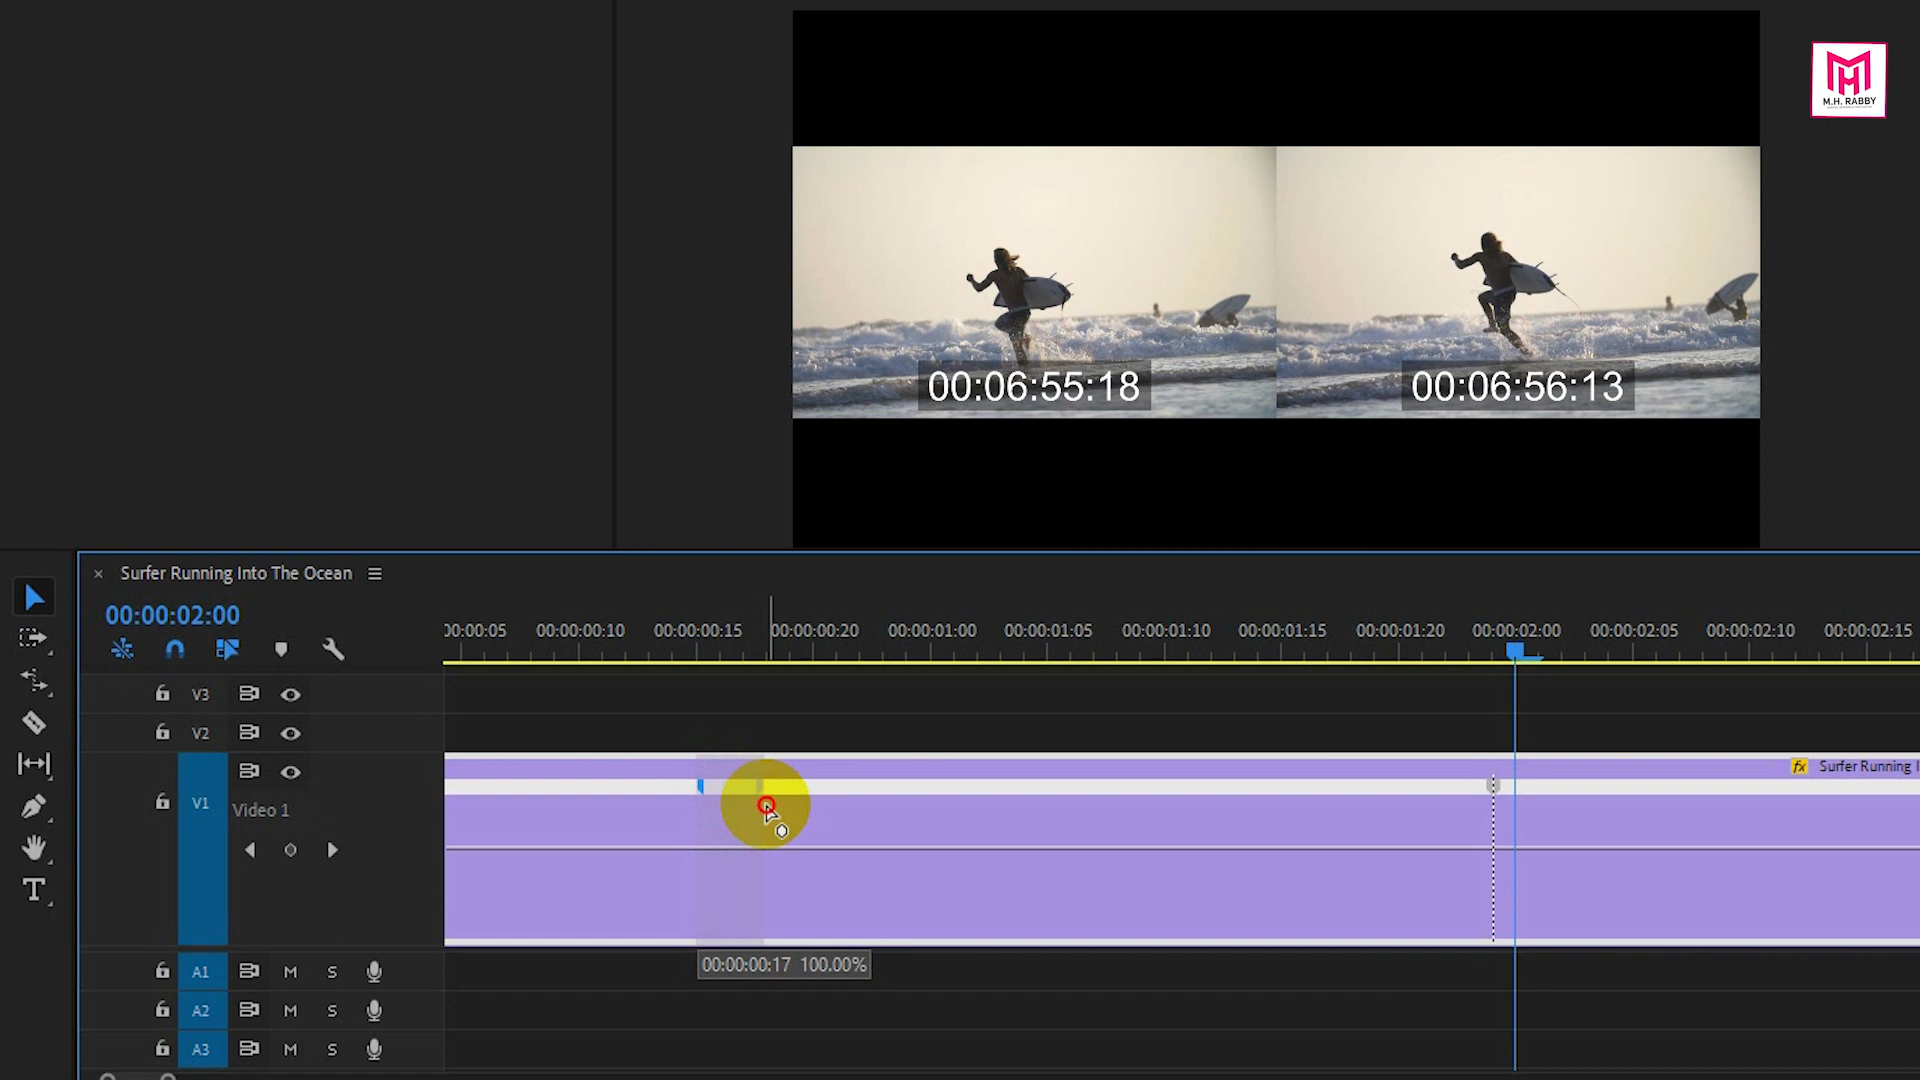 M.H. RABBY
00:06:55:18
00:06:56:13
Surfer Running Into The Ocean
00:00:02:00
00:00:05
00:00:00:10
00:00:00:15
00:00:00:20
00:00:01:00
00:00:01:05
00:00:01:10
00:00:01:15
00:00:01:20
00:00:02:00
00:00:02:05
00:00:02:10
00:00:02:15
V3
V2
fx Surfer Running I
V1
Video 1
T
00:00:00:17 100.00%
A1 M S
A2 M S
A3 M S